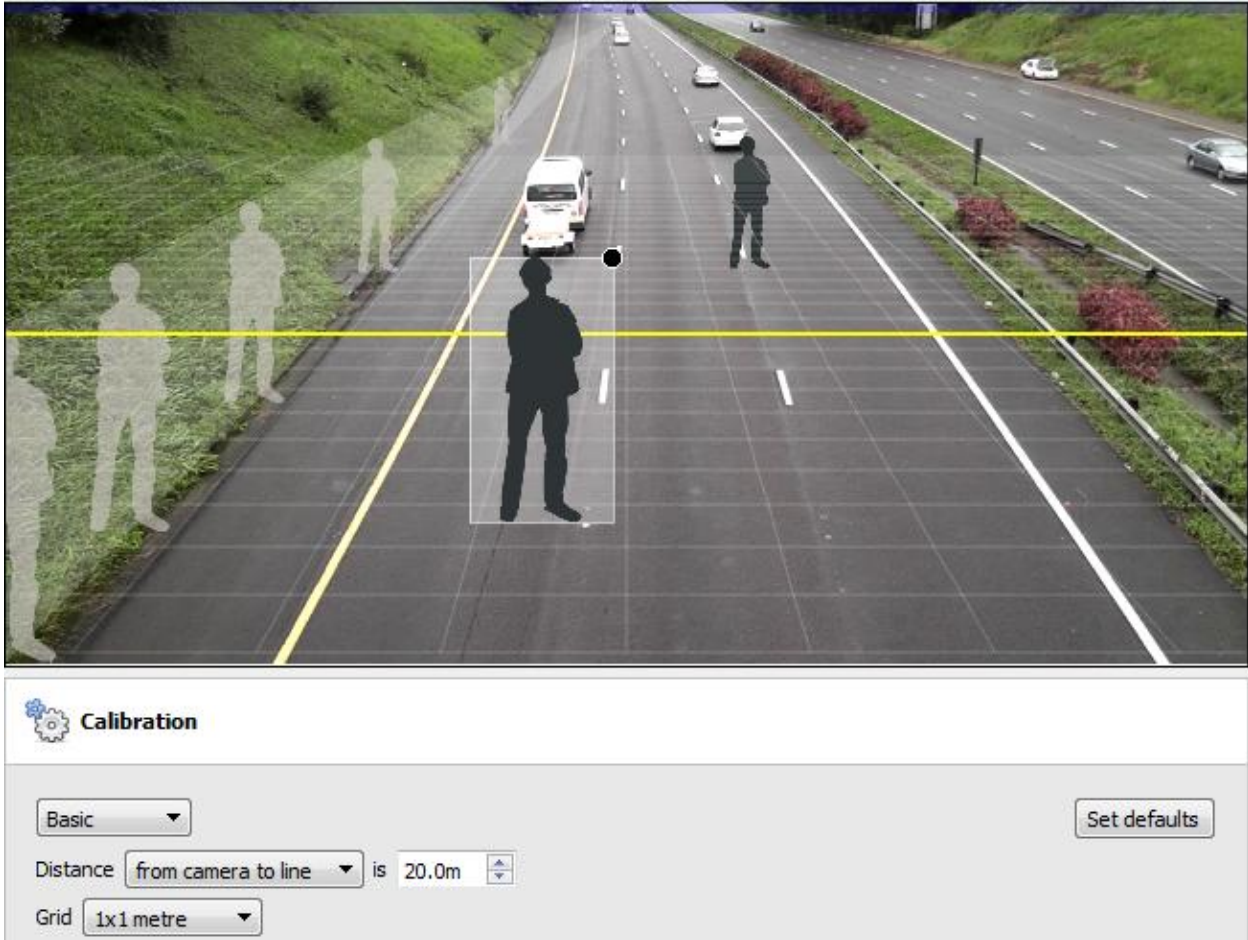 Calibration
Basic
Set defaults
Distance from camera to line is 20.0m
Grid 1x1 metre